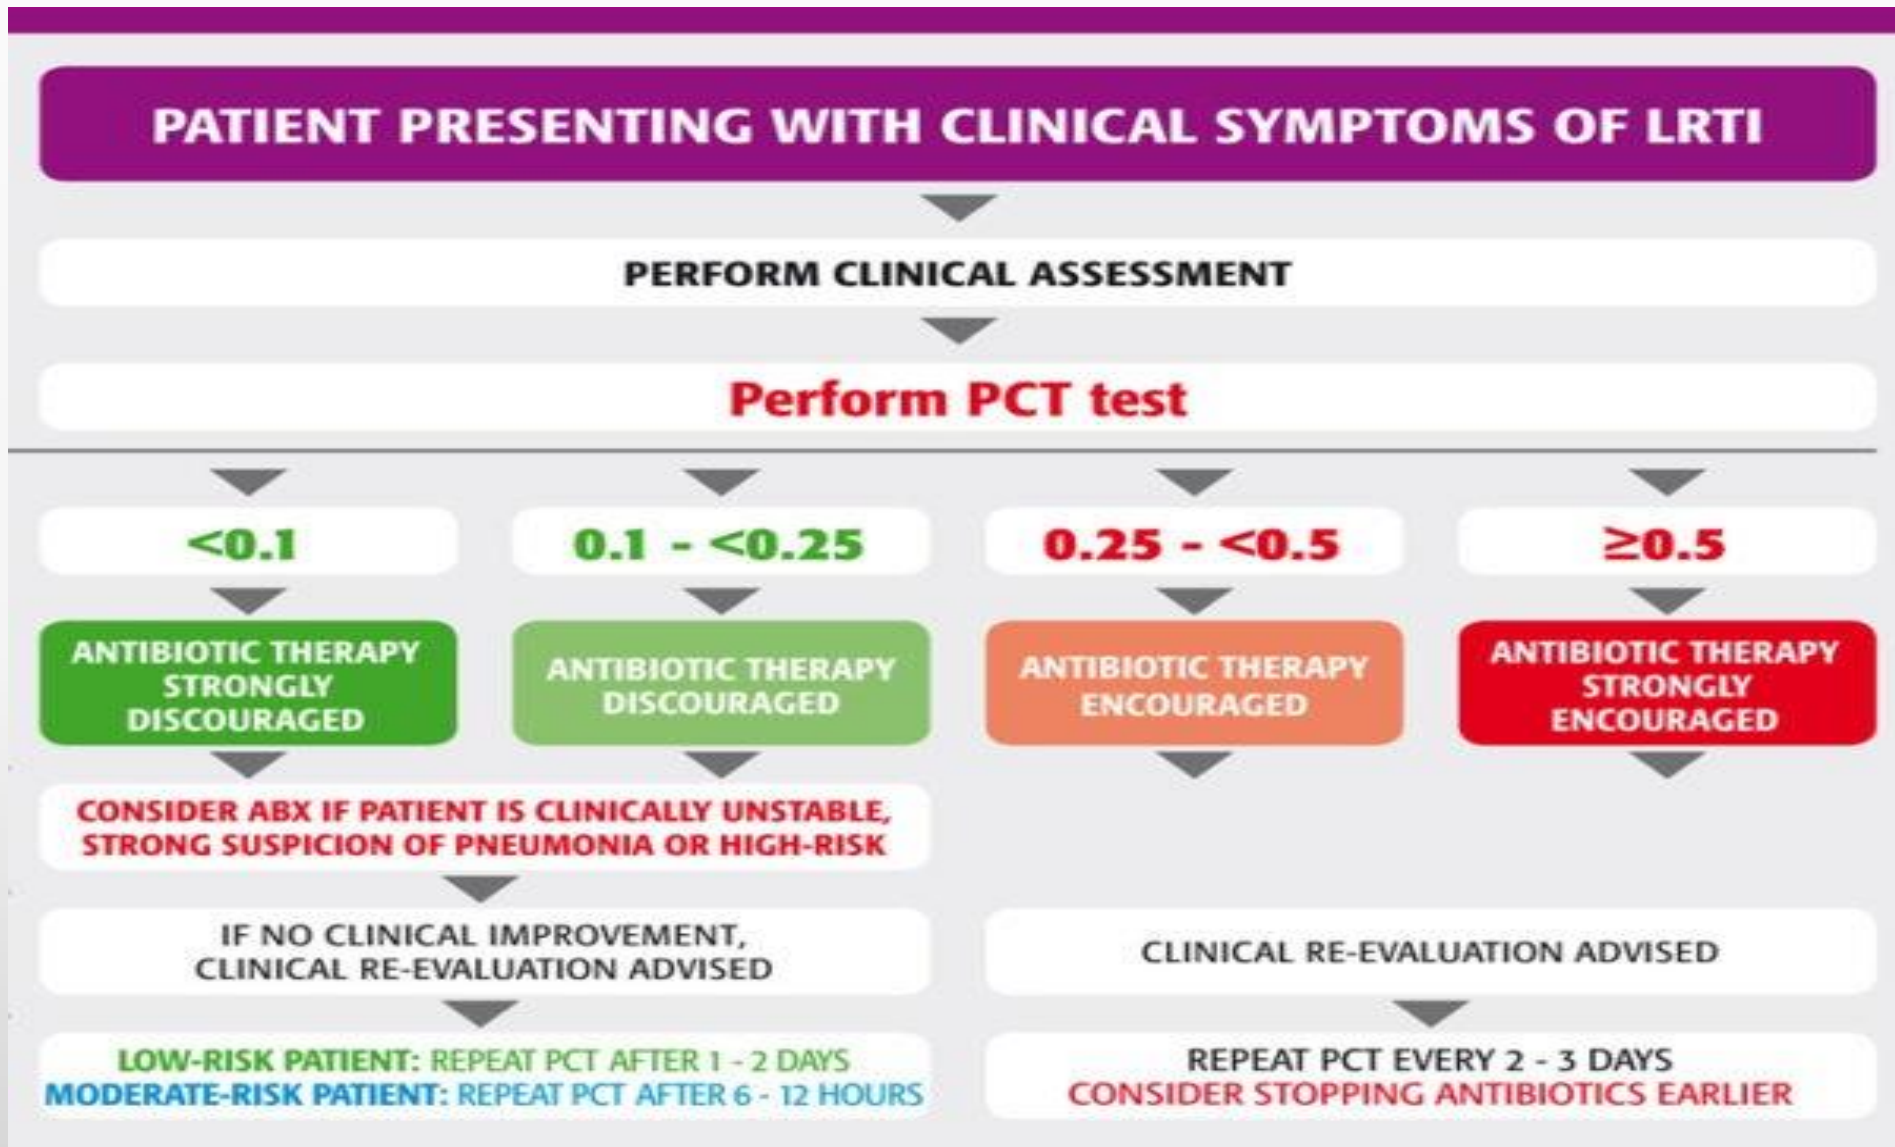 PATIENT PRESENTING WITH CLINICAL SYMPTOMS OF LRTI
PERFORM CLINICAL ASSESSMENT
Perform PCT test
<0.1
0.1 - <0.25
0.25 - <0.5
≥0.5
ANTIBIOTIC THERAPY
STRONGLY
DISCOURAGED
ANTIBIOTIC THERAPY
DISCOURAGED
ANTIBIOTIC THERAPY
ENCOURAGED
ANTIBIOTIC THERAPY
STRONGLY
ENCOURAGED
CONSIDER ABX IF PATIENT IS CLINICALLY UNSTABLE,
STRONG SUSPICION OF PNEUMONIA OR HIGH-RISK
IF NO CLINICAL IMPROVEMENT,
CLINICAL RE-EVALUATION ADVISED
CLINICAL RE-EVALUATION ADVISED
LOW-RISK PATIENT: REPEAT PCT AFTER 1 - 2 DAYS
MODERATE-RISK PATIENT: REPEAT PCT AFTER 6 - 12 HOURS
REPEAT PCT EVERY 2 - 3 DAYS
CONSIDER STOPPING ANTIBIOTICS EARLIER